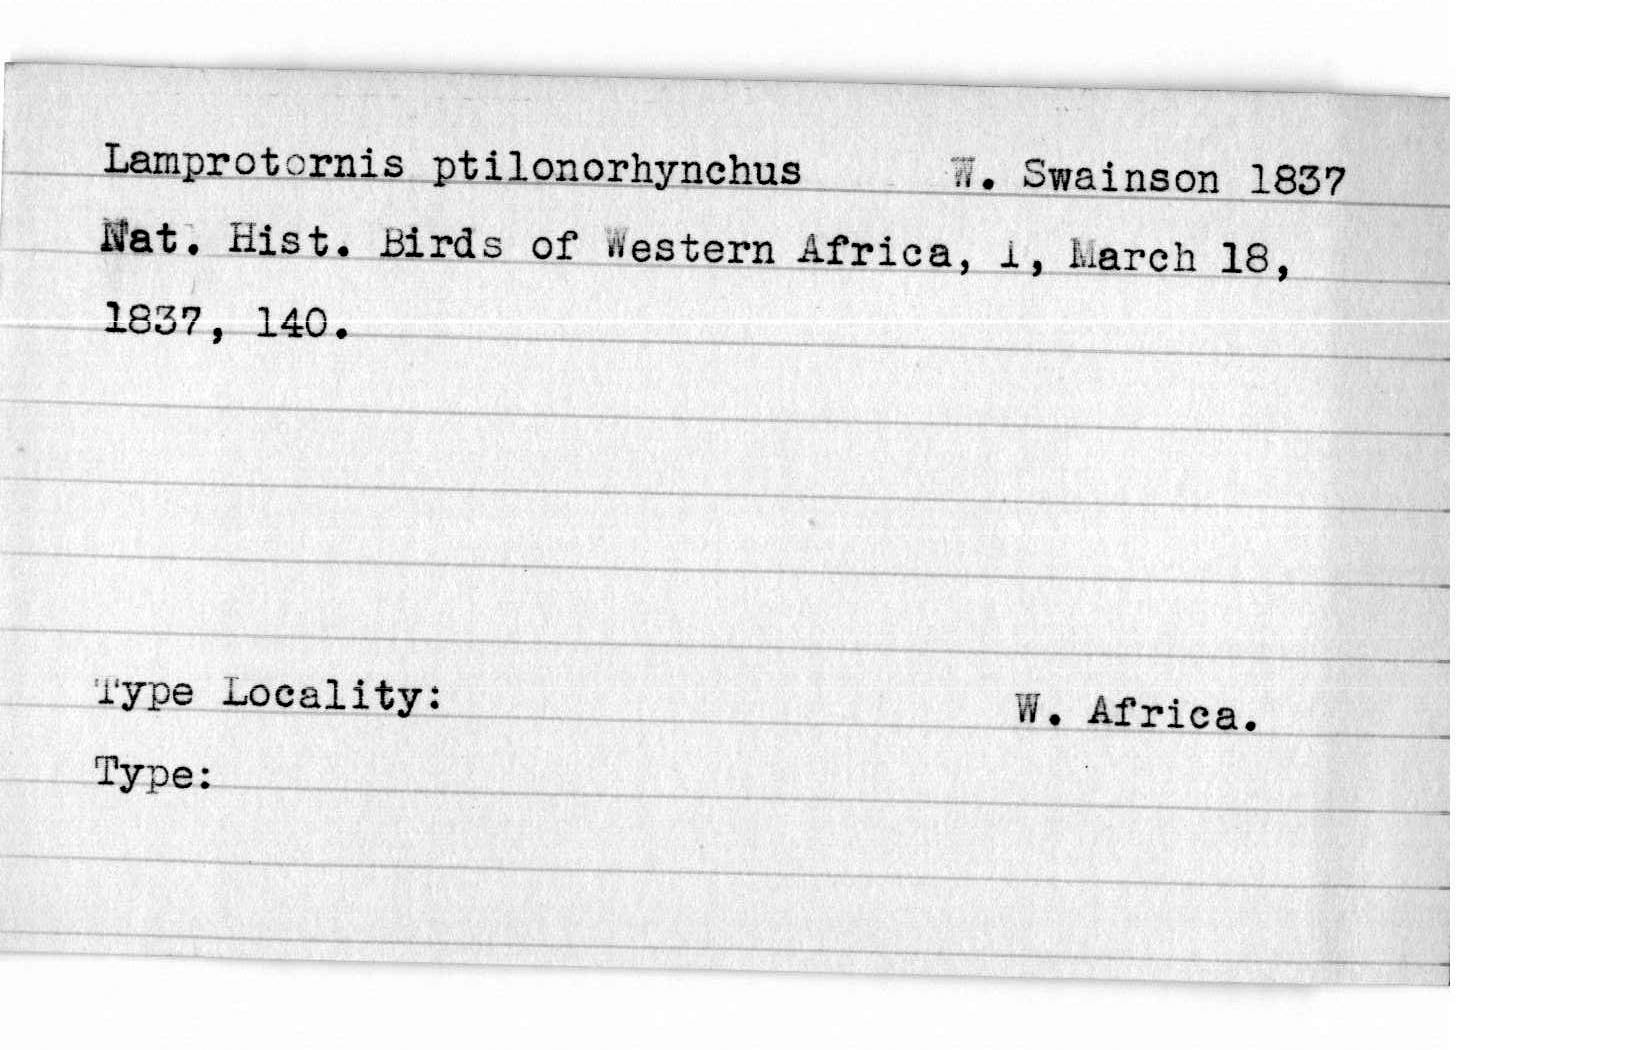 Lamprotornis ptilonorhynchus W. Swainson 1837
Nat. Hist. Birds of Western Africa, 1, March 18,
1837, 140.
Type Locality: W. Africa.
Type: